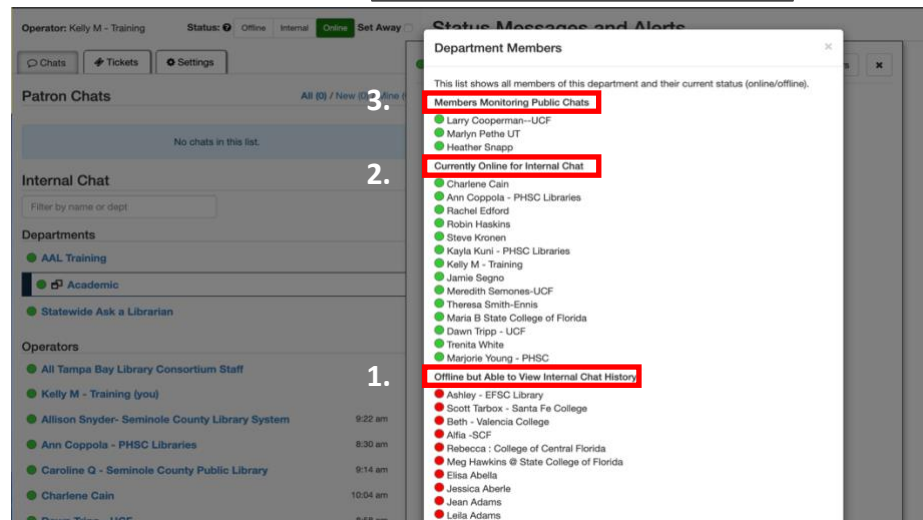 Operator: Kelly M - Training Status: Offline Internal Online Set Away
Status Messages and Alerts
Chats Tickets Settings
Patron Chats All (0) / New (0) / Mine
No chats in this list.
Internal Chat
Filter by name or dept
Departments
AAL Training
Academic
Statewide Ask a Librarian
Operators
All Tampa Bay Library Consortium Staff
Kelly M - Training (you)
Allison Snyder- Seminole County Library System 9:22 am
Ann Coppola - PHSC Libraries 8:30 am
Caroline Q - Seminole County Public Library 9:14 am
Charlene Cain 10:04 am
Dawn Tripp - UCF 8:58 am
Department Members ×
This list shows all members of this department and their current status (online/offline).
3. Members Monitoring Public Chats
Larry Cooperman--UCF
Marlyn Pethe UT
Heather Snapp
2. Currently Online for Internal Chat
Charlene Cain
Ann Coppola - PHSC Libraries
Rachel Edford
Robin Haskins
Steve Kronen
Kayla Kuni - PHSC Libraries
Kelly M - Training
Jamie Segno
Meredith Semones-UCF
Theresa Smith-Ennis
Maria B State College of Florida
Dawn Tripp - UCF
Trenita White
Marjorie Young - PHSC
1. Offline but Able to View Internal Chat History
Ashley - EFSC Library
Scott Tarbox - Santa Fe College
Beth - Valencia College
Alfia -SCF
Rebecca : College of Central Florida
Meg Hawkins @ State College of Florida
Elisa Abella
Jessica Aberle
Jean Adams
Leila Adams